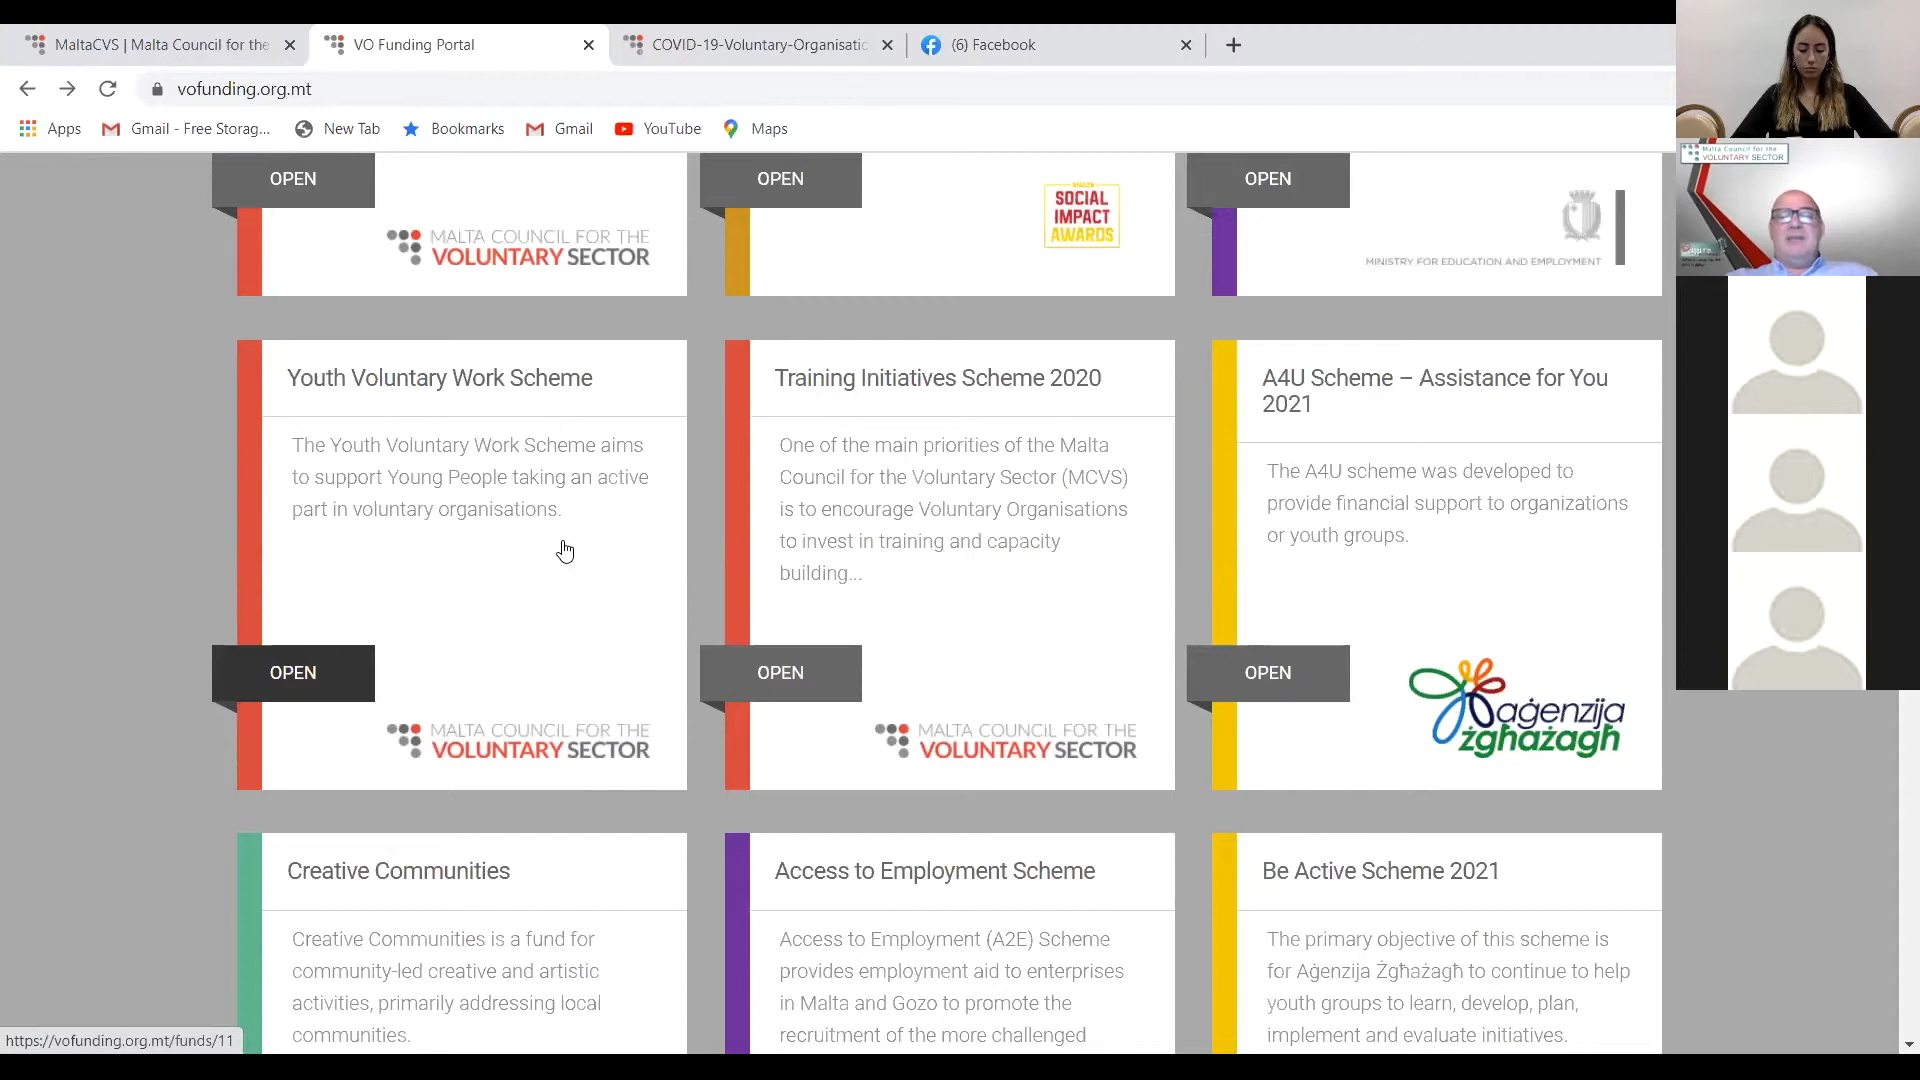 MaltaCVS | Malta Council for the
VO Funding Portal
COVID-19-Voluntary-Organisatic
(6) Facebook
vofunding.org.mt
Apps
Gmail - Free Storag...
New Tab
Bookmarks
Gmail
YouTube
Maps
Malta Council for the
VOLUNTARY SECTOR
OPEN
MALTA COUNCIL FOR THE
VOLUNTARY SECTOR
OPEN
SOCIAL
IMPACT
AWARDS
OPEN
MINISTRY FOR EDUCATION AND EMPLOYMENT
Youth Voluntary Work Scheme
The Youth Voluntary Work Scheme aims
to support Young People taking an active
part in voluntary organisations.
OPEN
MALTA COUNCIL FOR THE
VOLUNTARY SECTOR
Training Initiatives Scheme 2020
One of the main priorities of the Malta
Council for the Voluntary Sector (MCVS)
is to encourage Voluntary Organisations
to invest in training and capacity
building...
OPEN
MALTA COUNCIL FOR THE
VOLUNTARY SECTOR
A4U Scheme – Assistance for You
2021
The A4U scheme was developed to
provide financial support to organizations
or youth groups.
OPEN
aġenzija
żgħażagħ
Creative Communities
Creative Communities is a fund for
community-led creative and artistic
activities, primarily addressing local
communities.
Access to Employment Scheme
Access to Employment (A2E) Scheme
provides employment aid to enterprises
in Malta and Gozo to promote the
recruitment of the more challenged
Be Active Scheme 2021
The primary objective of this scheme is
for Aġenzija Żgħażagħ to continue to help
youth groups to learn, develop, plan,
implement and evaluate initiatives.
https://vofunding.org.mt/funds/11